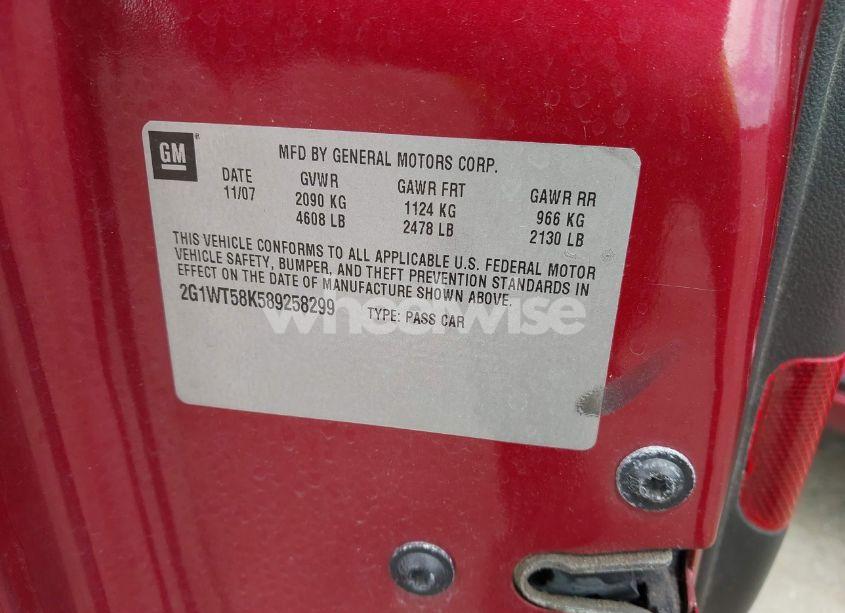 GM
MFD BY GENERAL MOTORS CORP.
DATE GVWR GAWR FRT GAWR RR
11/07 2090 KG 1124 KG 966 KG
4608 LB 2478 LB 2130 LB
THIS VEHICLE CONFORMS TO ALL APPLICABLE U.S. FEDERAL MOTOR
VEHICLE SAFETY, BUMPER, AND THEFT PREVENTION STANDARDS IN
EFFECT ON THE DATE OF MANUFACTURE SHOWN ABOVE.
2G1WT58K589258299 TYPE: PASS CAR
wheelwise